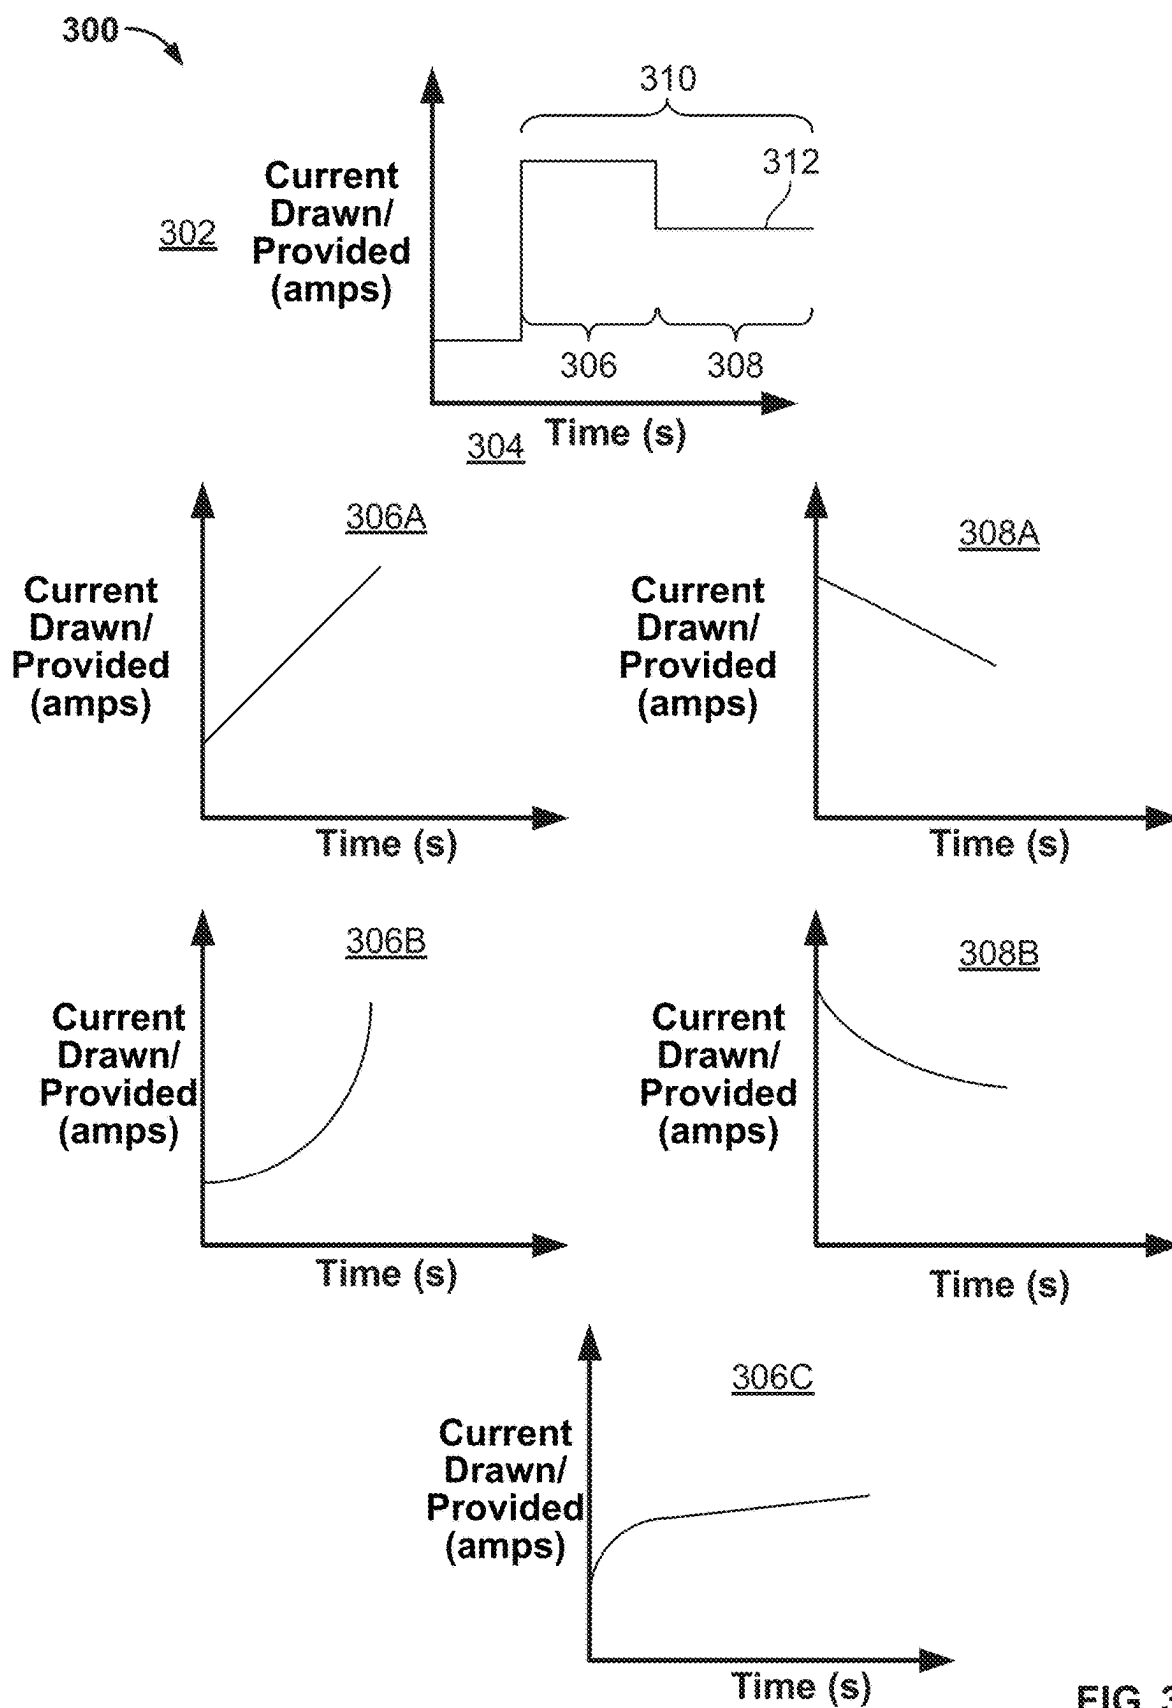 300
310
312
Current
Drawn/
Provided
(amps)
302
306
308
Time (s)
304
306A
Current
Drawn/
Provided
(amps)
Time (s)
308A
Current
Drawn/
Provided
(amps)
Time (s)
306B
Current
Drawn/
Provided
(amps)
Time (s)
308B
Current
Drawn/
Provided
(amps)
Time (s)
306C
Current
Drawn/
Provided
(amps)
Time (s)
FIG. 3